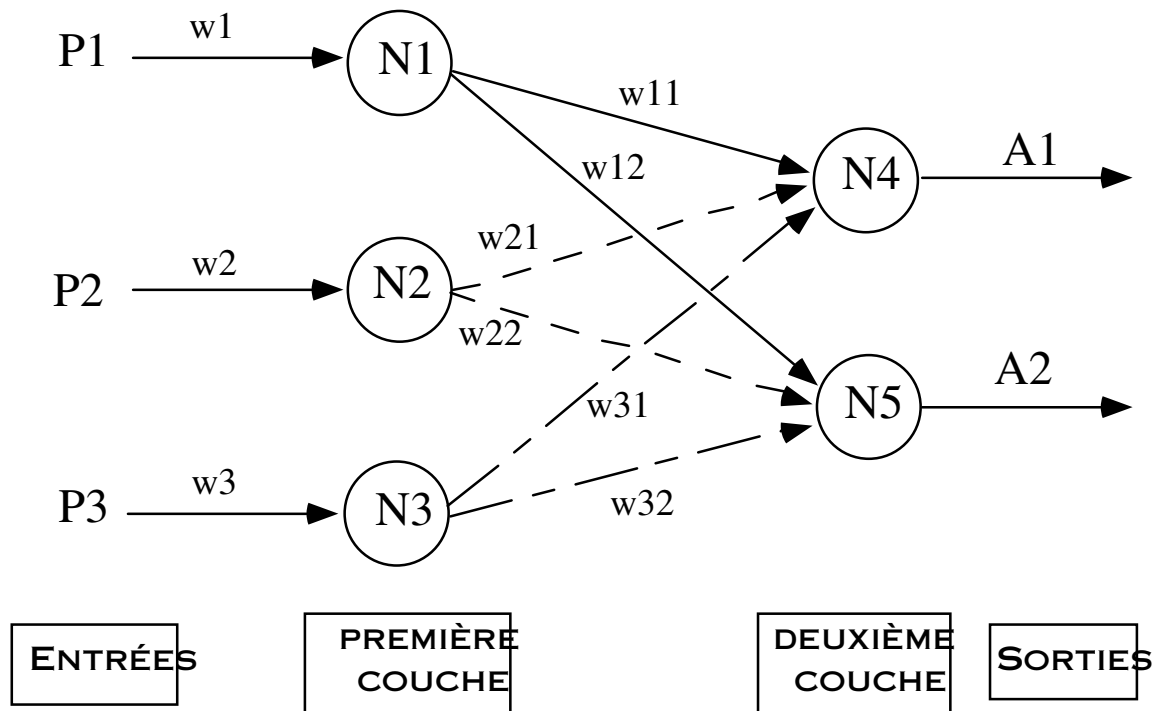 P1
w1
N1
w11
w12
N4
A1
P2
w2
N2
w21
w22
w31
N5
A2
P3
w3
N3
w32
ENTRÉES
PREMIÈRE
COUCHE
DEUXIÈME
COUCHE
SORTIES